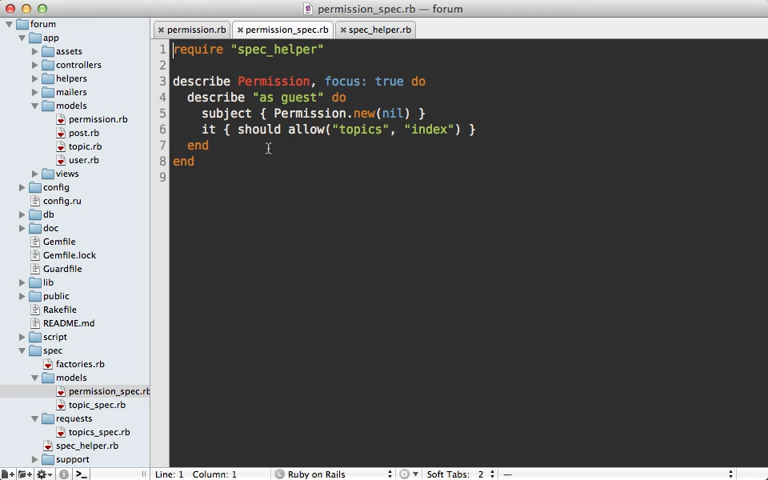 permission_spec.rb — forum
permission.rb
permission_spec.rb
spec_helper.rb
forum
app
assets
controllers
helpers
mailers
models
permission.rb
post.rb
topic.rb
user.rb
views
config
config.ru
db
doc
Gemfile
Gemfile.lock
Guardfile
lib
public
Rakefile
README.md
script
spec
factories.rb
models
permission_spec.rb
topic_spec.rb
requests
topics_spec.rb
spec_helper.rb
support
1 require "spec_helper"
2
3 describe Permission, focus: true do
4 describe "as guest" do
5 subject { Permission.new(nil) }
6 it { should allow("topics", "index") }
7 end
8 end
9
Line: 1 Column: 1
Ruby on Rails
Soft Tabs: 2
—